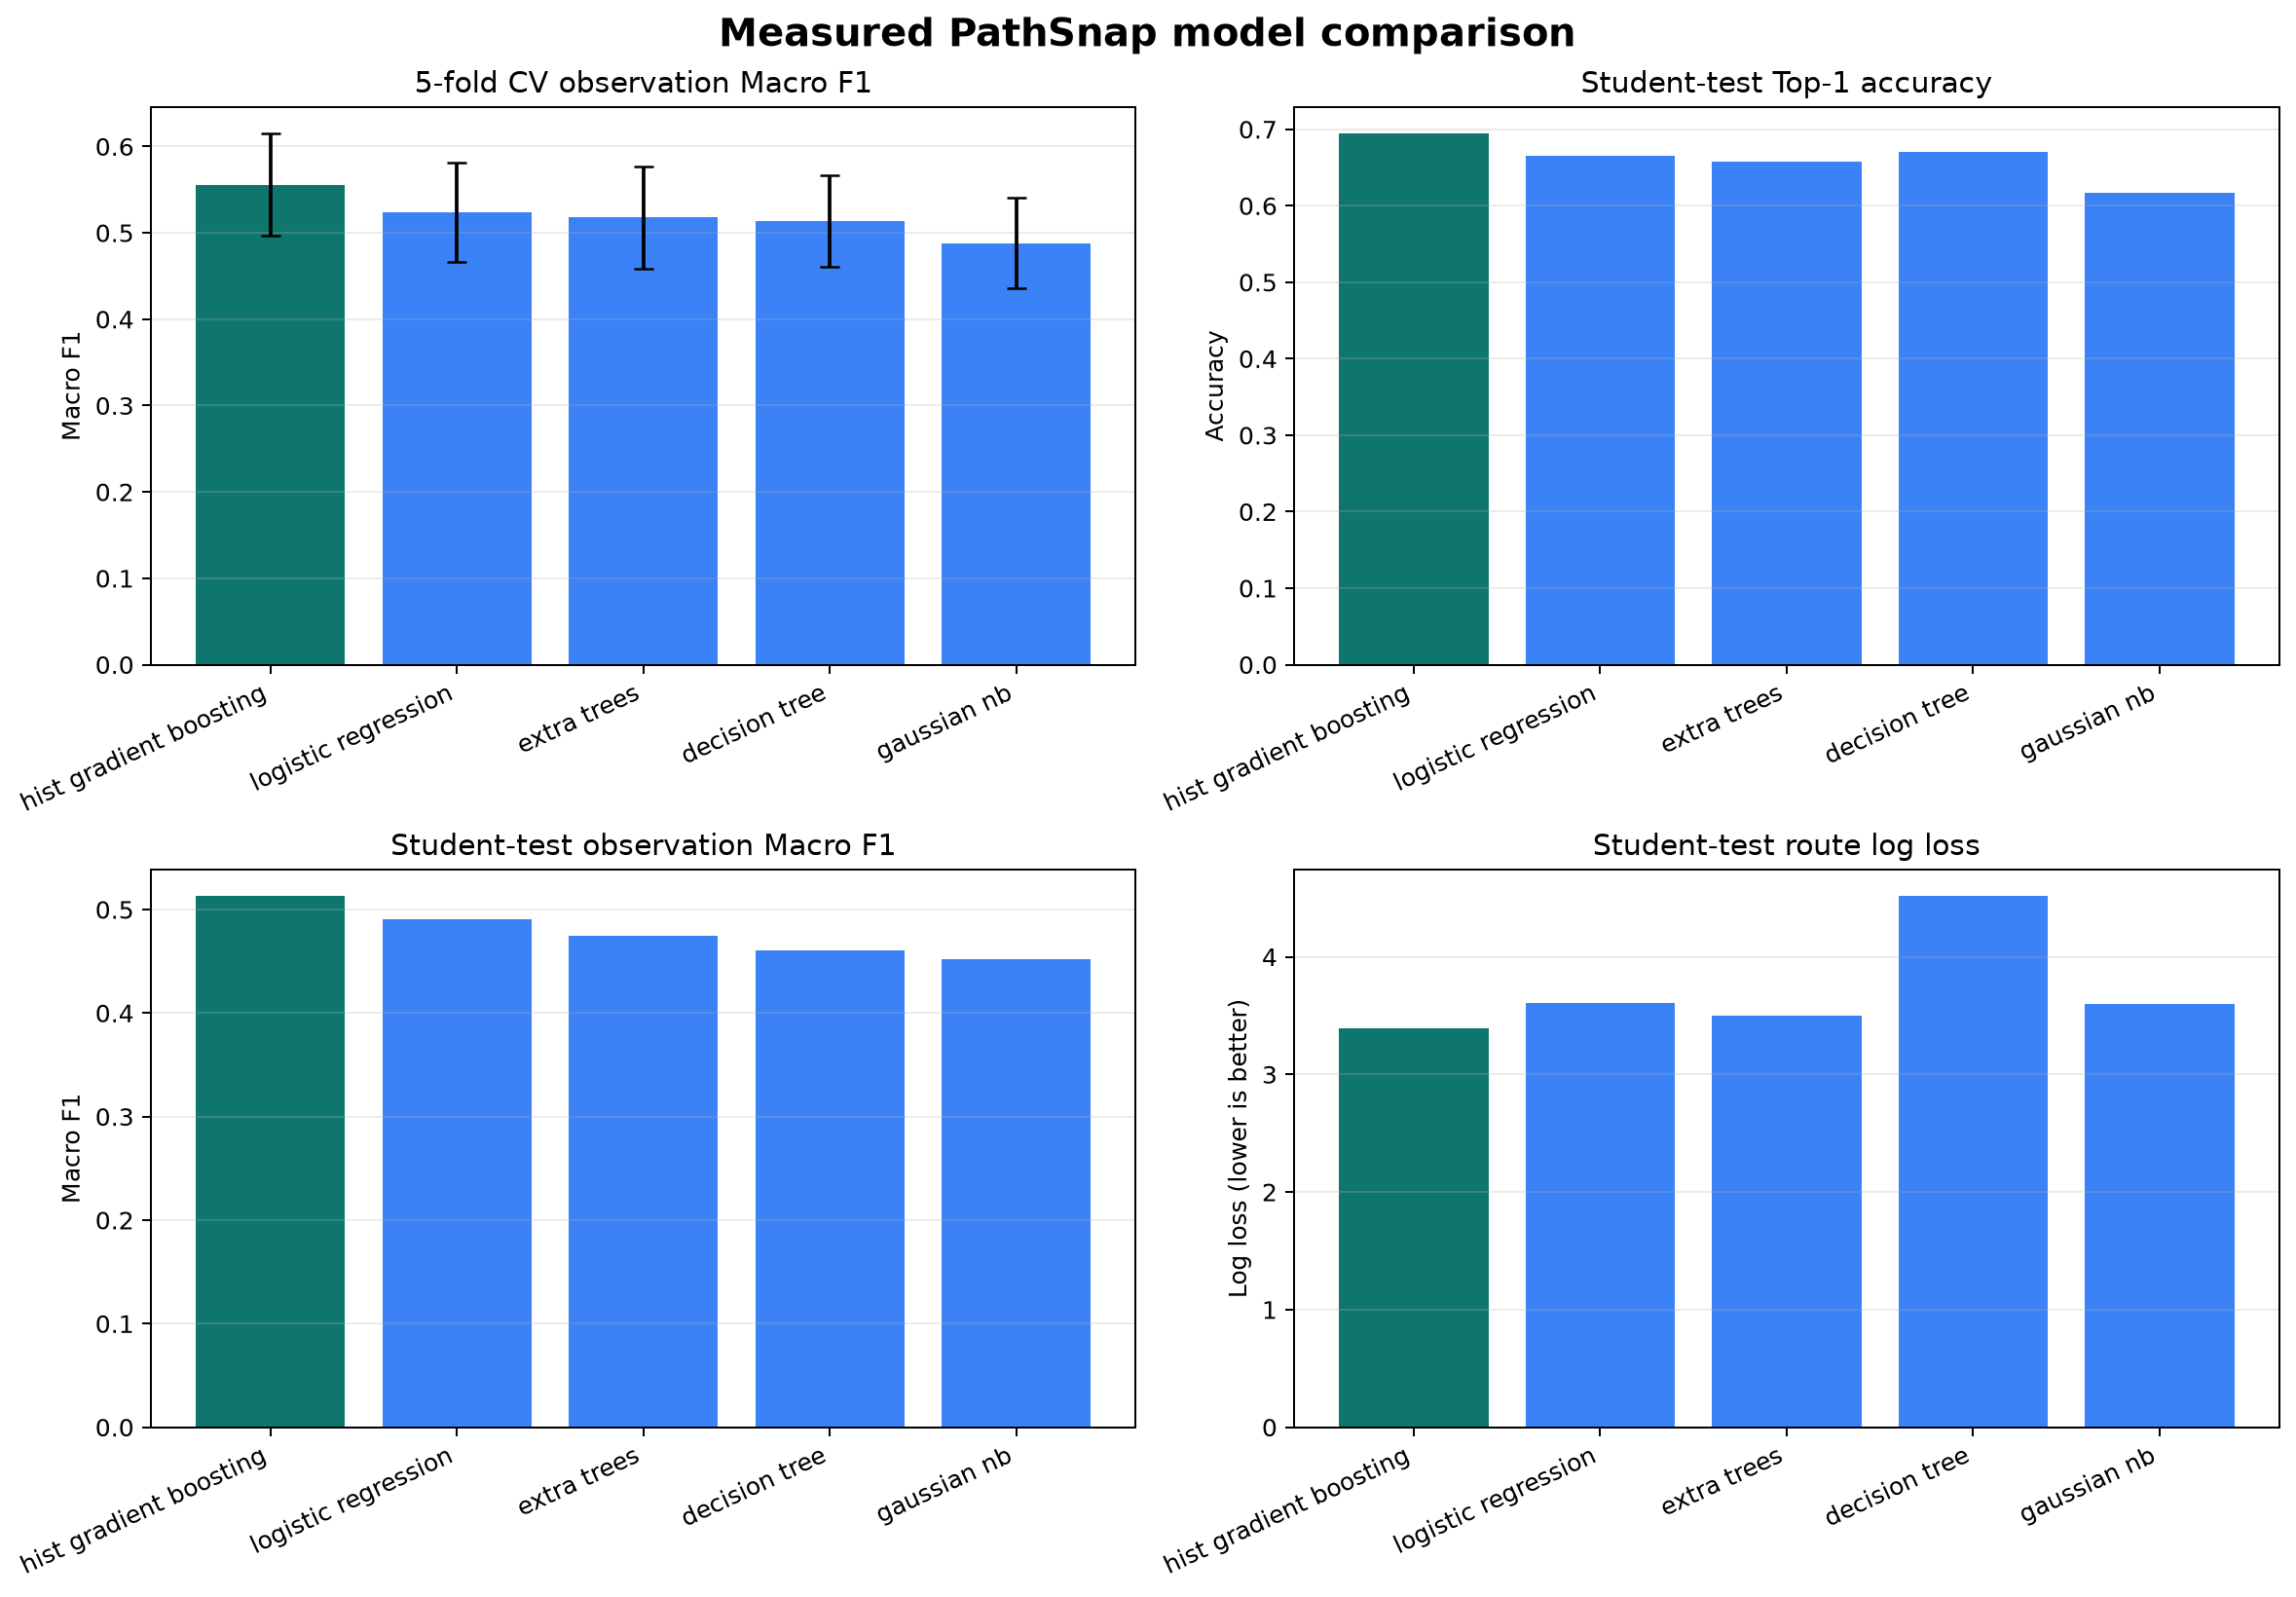 Measured PathSnap model comparison
5-fold CV observation Macro F1
Macro F1
0.6
0.5
0.4
0.3
0.2
0.1
0.0
hist gradient boosting
logistic regression
extra trees
decision tree
gaussian nb
Student-test Top-1 accuracy
Accuracy
0.7
0.6
0.5
0.4
0.3
0.2
0.1
0.0
hist gradient boosting
logistic regression
extra trees
decision tree
gaussian nb
Student-test observation Macro F1
Macro F1
0.5
0.4
0.3
0.2
0.1
0.0
hist gradient boosting
logistic regression
extra trees
decision tree
gaussian nb
Student-test route log loss
Log loss (lower is better)
4
3
2
1
0
hist gradient boosting
logistic regression
extra trees
decision tree
gaussian nb